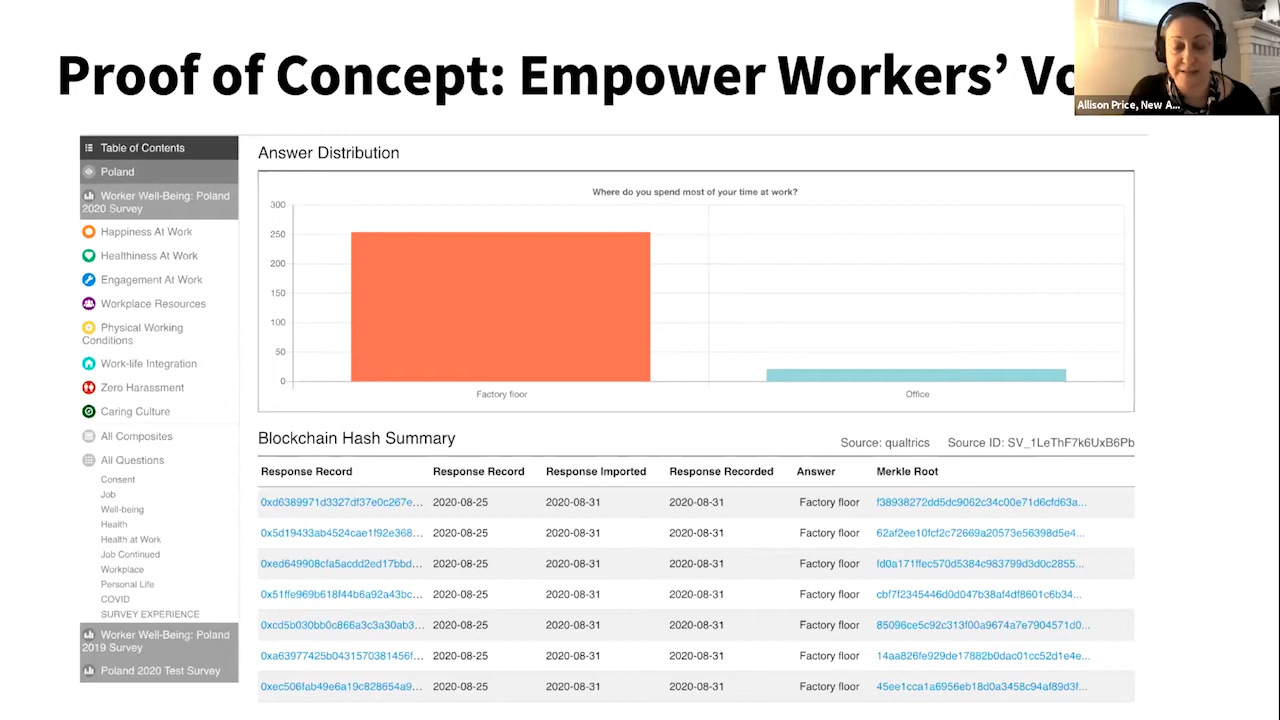 Proof of Concept: Empower Workers' Vo
Allison Price, New A...
Table of Contents
Poland
Worker Well-Being: Poland
2020 Survey
Happiness At Work
Healthiness At Work
Engagement At Work
Workplace Resources
Physical Working
Conditions
Work-life Integration
Zero Harassment
Caring Culture
All Composites
All Questions
Consent
Job
Well-being
Health
Health at Work
Job Continued
Workplace
Personal Life
COVID
SURVEY EXPERIENCE
Worker Well-Being: Poland
2019 Survey
Poland 2020 Test Survey
Answer Distribution
Where do you spend most of your time at work?
300
250
200
150
100
50
0
Factory floor Office
Blockchain Hash Summary Source: qualtrics Source ID: SV_1LeThF7k6UxB6Pb
Response Record Response Record Response Imported Response Recorded Answer Merkle Root
0xd6389971d3327df37e0c267e... 2020-08-25 2020-08-31 2020-08-31 Factory floor f38938272dd5dc9062c34c00e71d6cfd63a...
0x5d19433ab4524cae1f92e368... 2020-08-25 2020-08-31 2020-08-31 Factory floor 62af2ee10fcf2c72669a20573e56398d5e4...
0xed649908cfa5acdd2ed17bbd... 2020-08-25 2020-08-31 2020-08-31 Factory floor fd0a171ffec570d5384c983799d3d0c2855...
0x51ffe969b618f44b6a92a43bc... 2020-08-25 2020-08-31 2020-08-31 Factory floor cbf7f2345446d0d047b38af4df8601c6b34...
0xcd5b030bb0c866a3c3a30ab3... 2020-08-25 2020-08-31 2020-08-31 Factory floor 85096ce5c92c313f00a9674a7e7904571d0...
0xa63977425b0431570381456f... 2020-08-25 2020-08-31 2020-08-31 Factory floor 14aa826fe929de17882b0dac01cc52d1e4e...
0xec506fab49e6a19c828654a9... 2020-08-25 2020-08-31 2020-08-31 Factory floor 45ee1cca1a6956eb18d0a3458c94af89d3f...